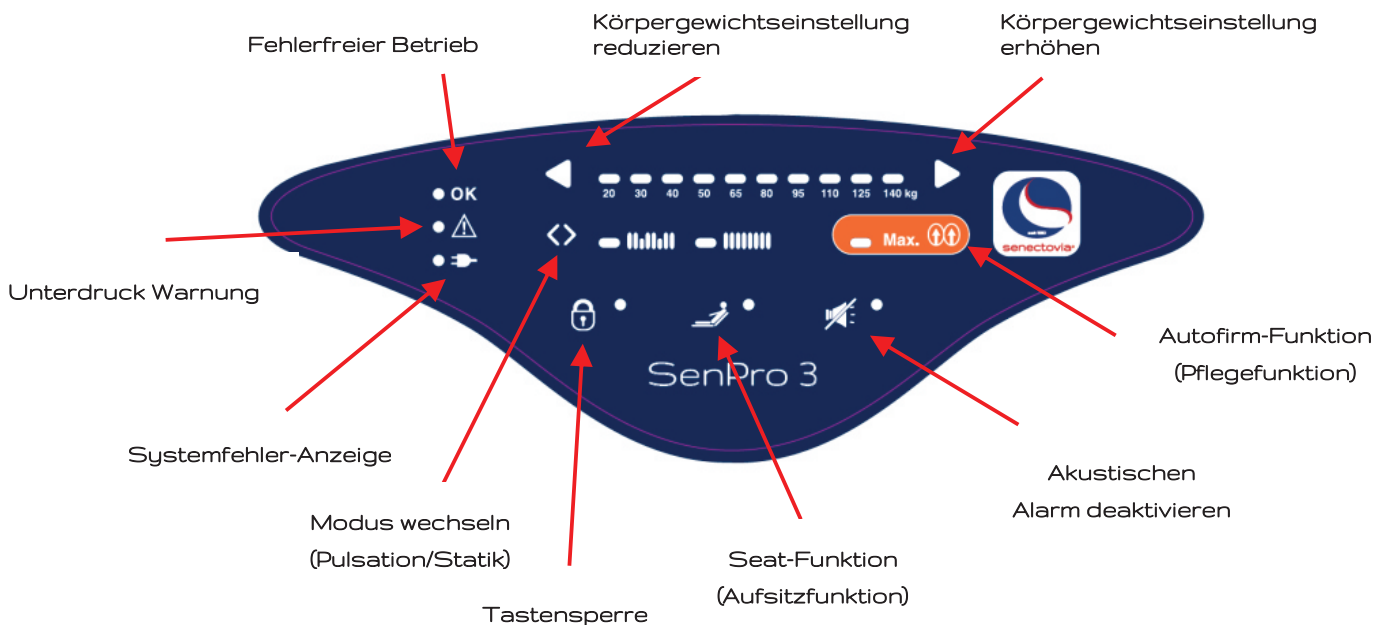 Körpergewichtseinstellung
reduzieren
Körpergewichtseinstellung
erhöhen
Fehlerfreier Betrieb
OK
20 30 40 50 65 80 95 110 125 140 kg
Max.
senectovia
Unterdruck Warnung
SenPro 3
Autofirm-Funktion
(Pflegefunktion)
Systemfehler-Anzeige
Akustischen
Alarm deaktivieren
Modus wechseln
(Pulsation/Statik)
Seat-Funktion
(Aufsitzfunktion)
Tastensperre